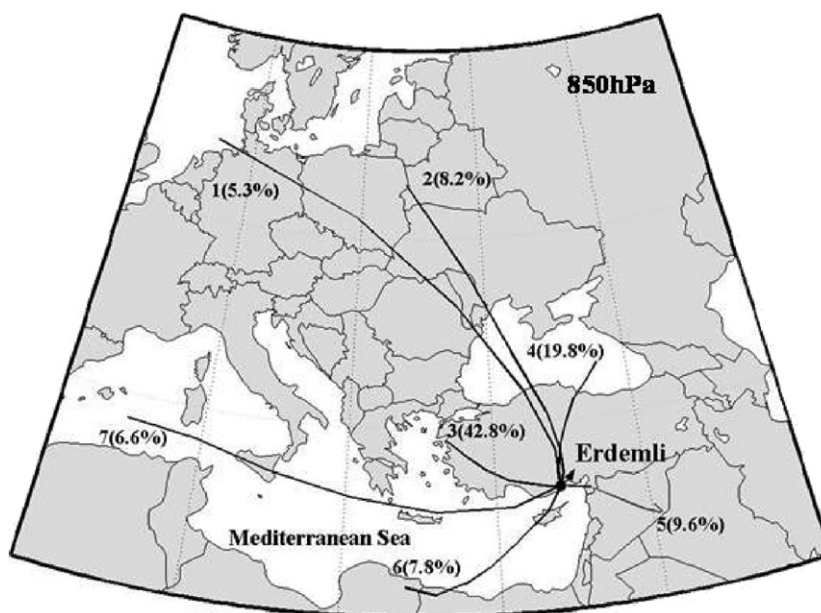 850hPa
1(5.3%)
2(8.2%)
4(19.8%)
3(42.8%)
7(6.6%)
Erdemli
5(9.6%)
Mediterranean Sea
6(7.8%)